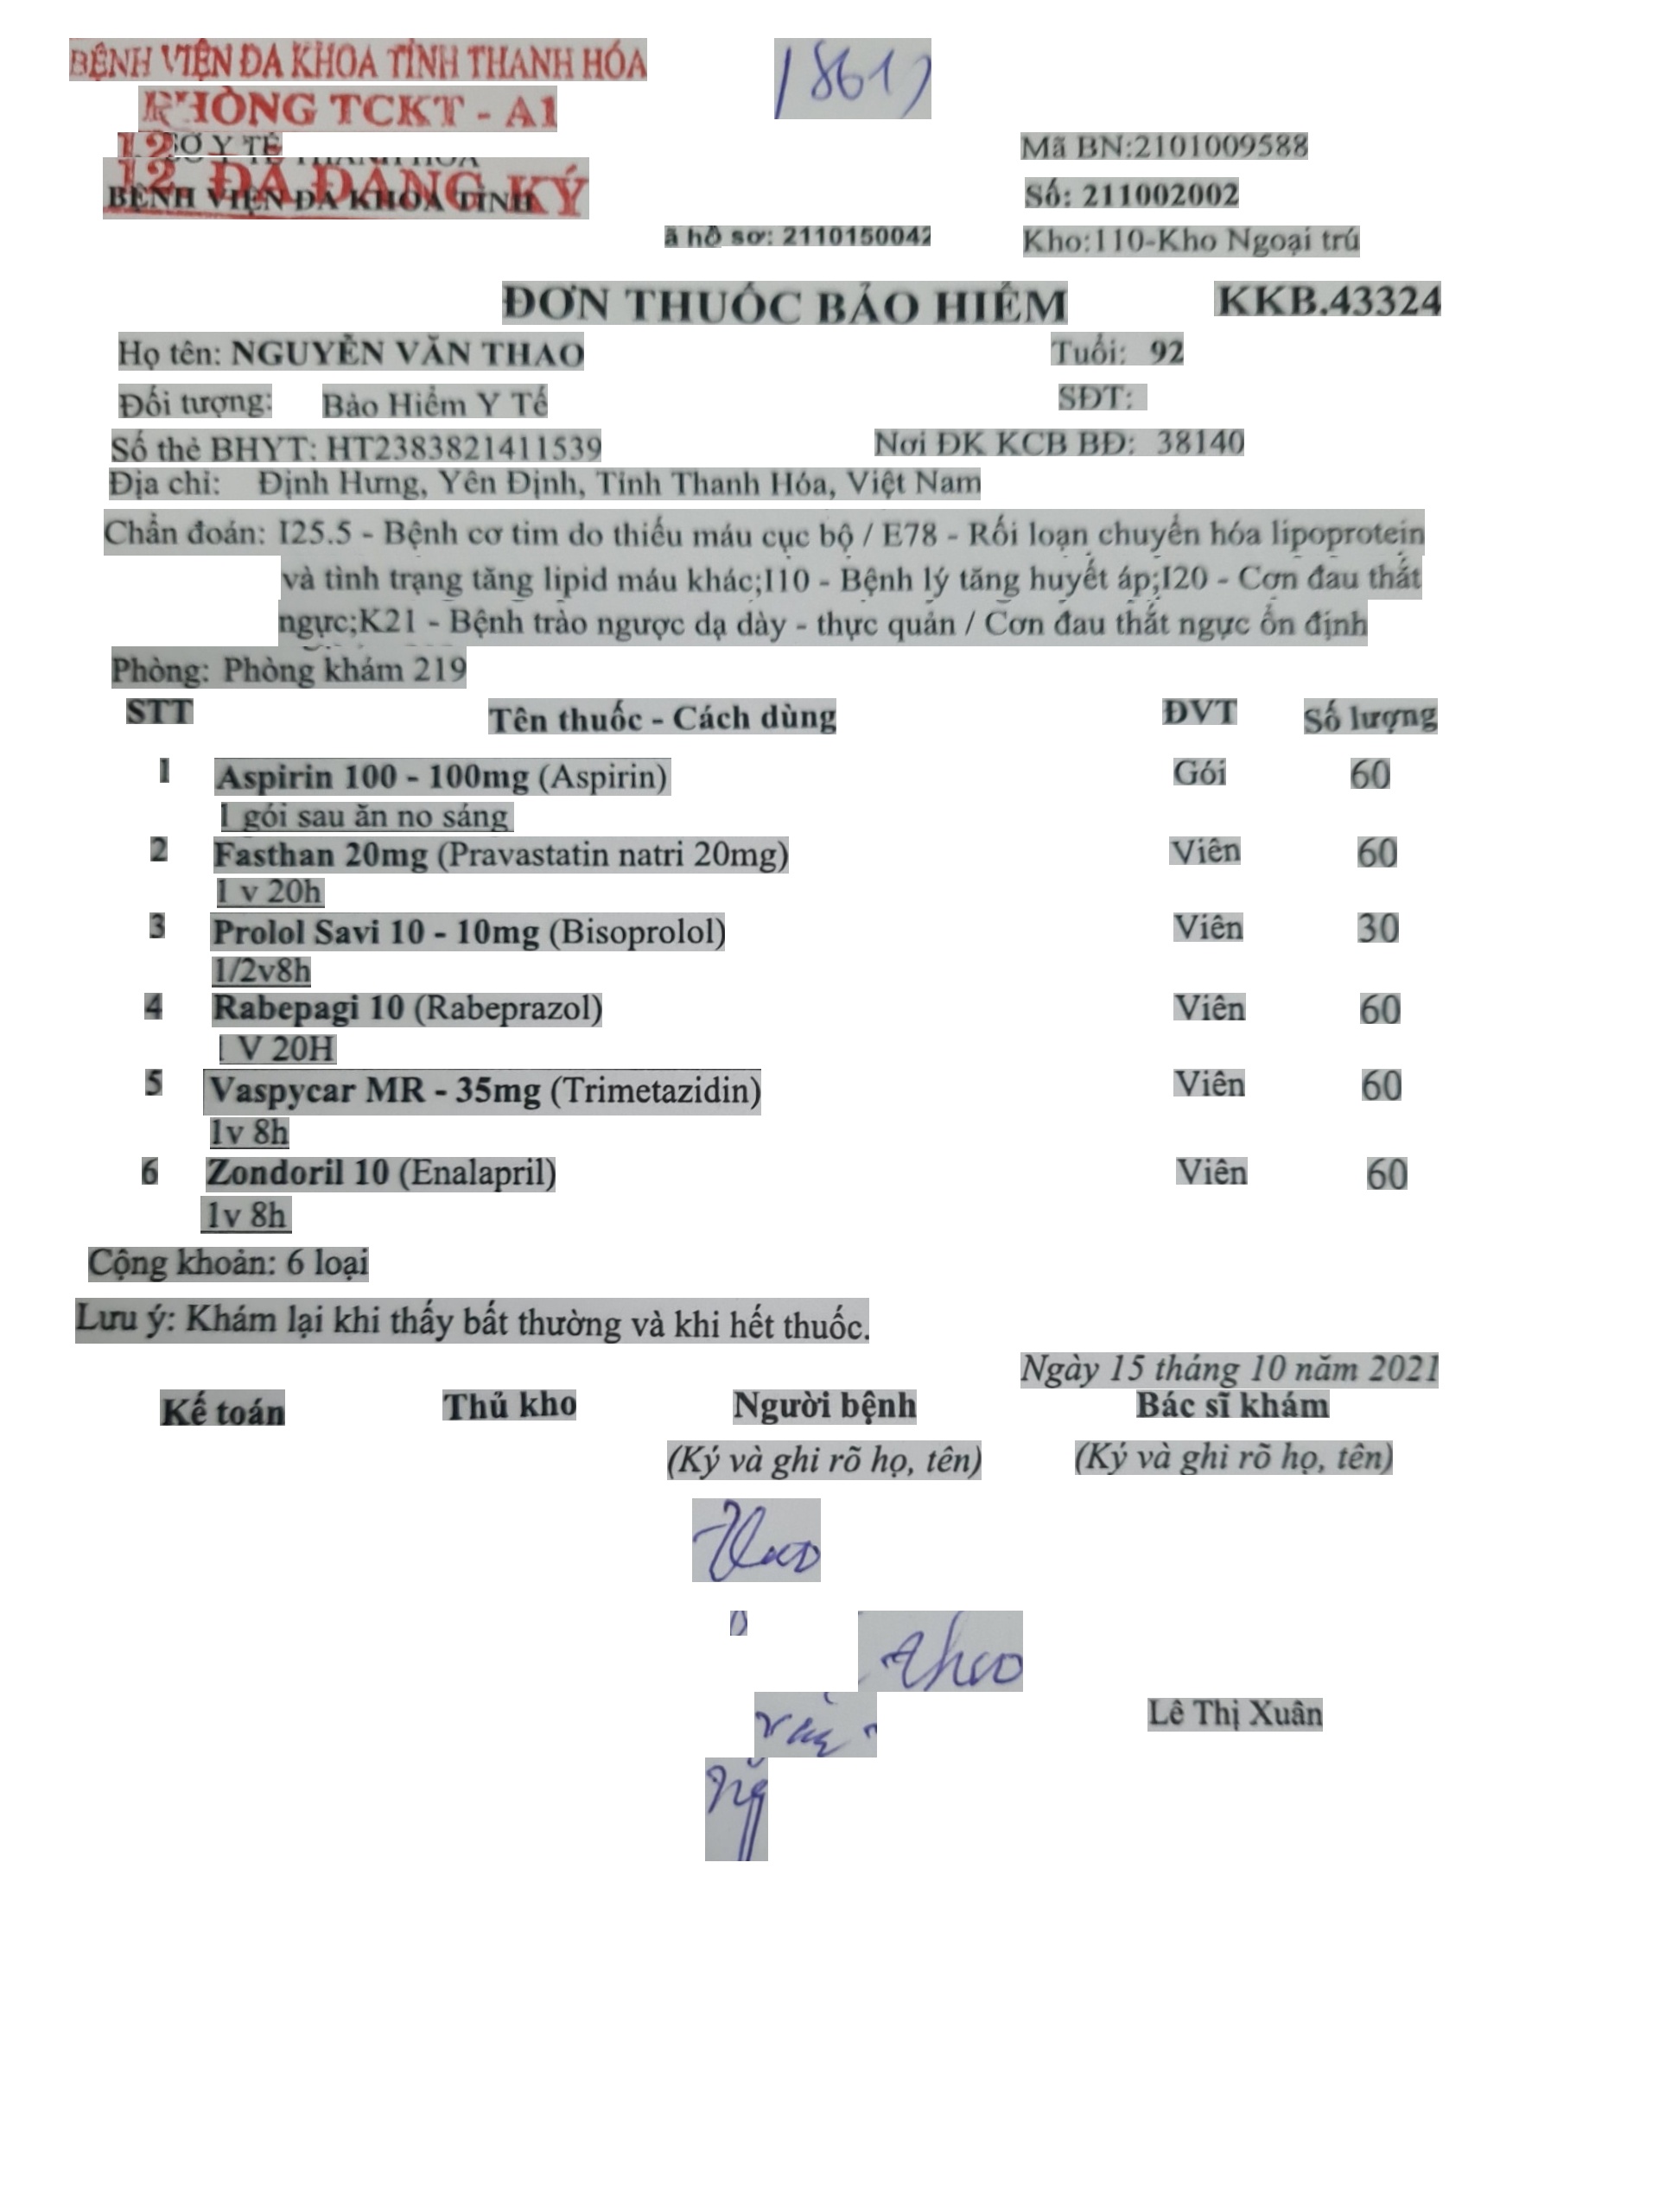 BỆNH VIỆN ĐA KHOA TỈNH THANH HÓA
PHÒNG TCKT - A1
SỞ Y TẾ
12. ĐÃ ĐĂNG KÝ
BỆNH VIỆN ĐA KHOA TỈNH
Mã BN:2101009588
Số: 211002002
ã hồ sơ: 2110150042
Kho:110-Kho Ngoại trú
ĐƠN THUỐC BẢO HIỂM KKB.43324
Họ tên: NGUYỄN VĂN THAO Tuổi: 92
Đối tượng: Bảo Hiểm Y Tế SĐT:
Số thẻ BHYT: HT2383821411539 Nơi ĐK KCB BĐ: 38140
Địa chỉ: Định Hưng, Yên Định, Tỉnh Thanh Hóa, Việt Nam
Chẩn đoán: I25.5 - Bệnh cơ tim do thiếu máu cục bộ / E78 - Rối loạn chuyển hóa lipoprotein
và tình trạng tăng lipid máu khác;I10 - Bệnh lý tăng huyết áp;I20 - Cơn đau thắt
ngực;K21 - Bệnh trào ngược dạ dày - thực quản / Cơn đau thắt ngực ổn định
Phòng: Phòng khám 219
STT Tên thuốc - Cách dùng ĐVT Số lượng
1 Aspirin 100 - 100mg (Aspirin) Gói 60
1 gói sau ăn no sáng
2 Fasthan 20mg (Pravastatin natri 20mg) Viên 60
1 v 20h
3 Prolol Savi 10 - 10mg (Bisoprolol) Viên 30
1/2v8h
4 Rabepagi 10 (Rabeprazol) Viên 60
1 V 20H
5 Vaspycar MR - 35mg (Trimetazidin) Viên 60
1v 8h
6 Zondoril 10 (Enalapril) Viên 60
1v 8h
Cộng khoản: 6 loại
Lưu ý: Khám lại khi thấy bất thường và khi hết thuốc.
Ngày 15 tháng 10 năm 2021
Kế toán Thủ kho Người bệnh Bác sĩ khám
(Ký và ghi rõ họ, tên) (Ký và ghi rõ họ, tên)
Thao
Lê Thị Xuân